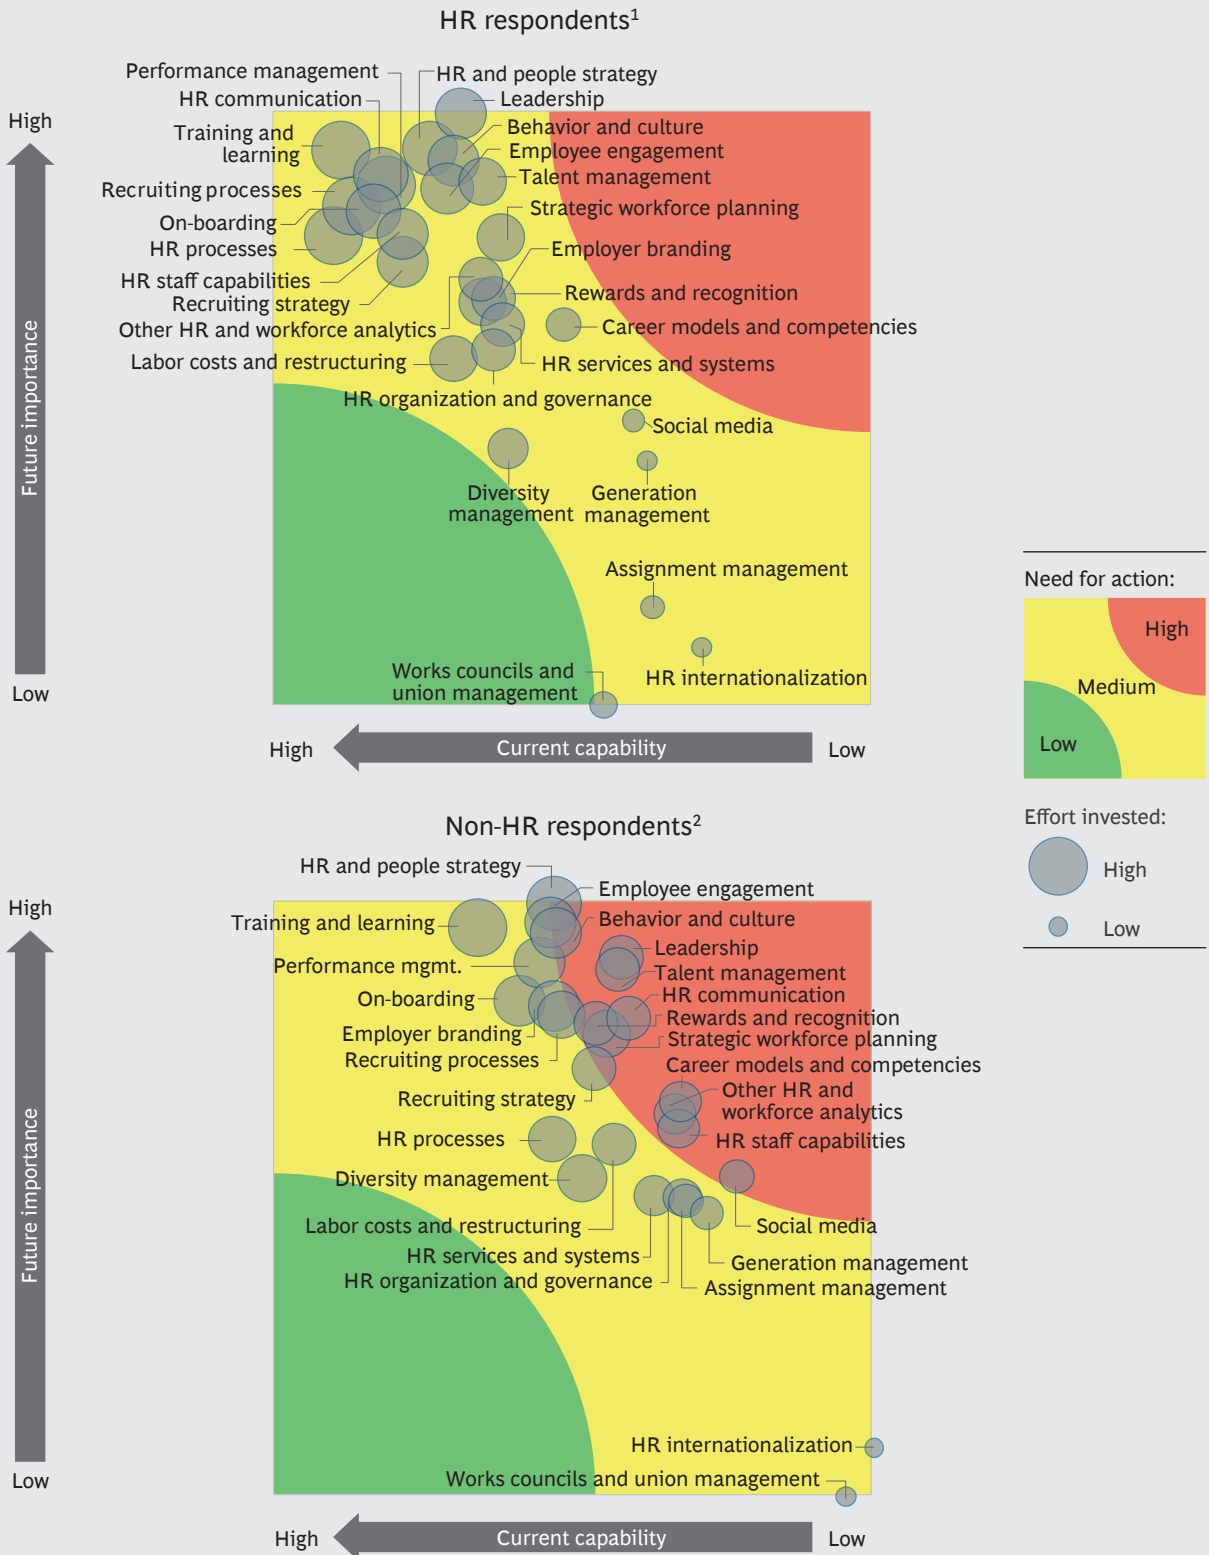 HR respondents1
Performance management
HR and people strategy
HR communication
Leadership
High
Training and
learning
Behavior and culture
Employee engagement
Talent management
Recruiting processes
Strategic workforce planning
On-boarding
HR processes
Employer branding
HR staff capabilities
Rewards and recognition
Recruiting strategy
Other HR and workforce analytics
Career models and competencies
Labor costs and restructuring
HR services and systems
HR organization and governance
Future importance
Social media
Diversity
management
Generation
management
Assignment management
Works councils and
union management
HR internationalization
Low
High
Current capability
Low
Need for action:
High
Medium
Low
Effort invested:
High
Low
Non-HR respondents2
HR and people strategy
Employee engagement
High
Training and learning
Behavior and culture
Leadership
Performance mgmt.
Talent management
On-boarding
HR communication
Rewards and recognition
Employer branding
Strategic workforce planning
Recruiting processes
Career models and competencies
Recruiting strategy
Other HR and
workforce analytics
HR processes
HR staff capabilities
Diversity management
Future importance
Labor costs and restructuring
Social media
HR services and systems
Generation management
HR organization and governance
Assignment management
HR internationalization
Works councils and union management
Low
High
Current capability
Low